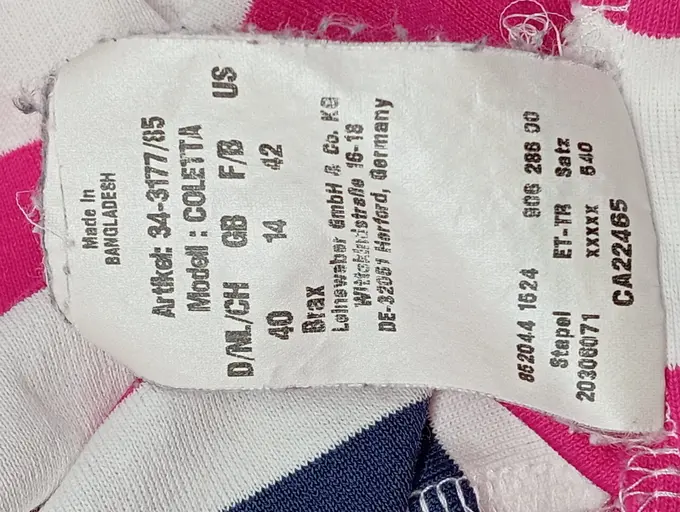 Made In
BANGLADESH
Artikel: 34-3177/85
Modell : COLETTA
D/NL/CH GB F/B US
40 14 42
Brax
Leineweber GmbH & Co. KG
Wittekindstraße 16-18
DE-32051 Herford, Germany
852044 1524 906 286 00
Stapel ET-TR Satz
20306071 XXXXX 540
CA22465